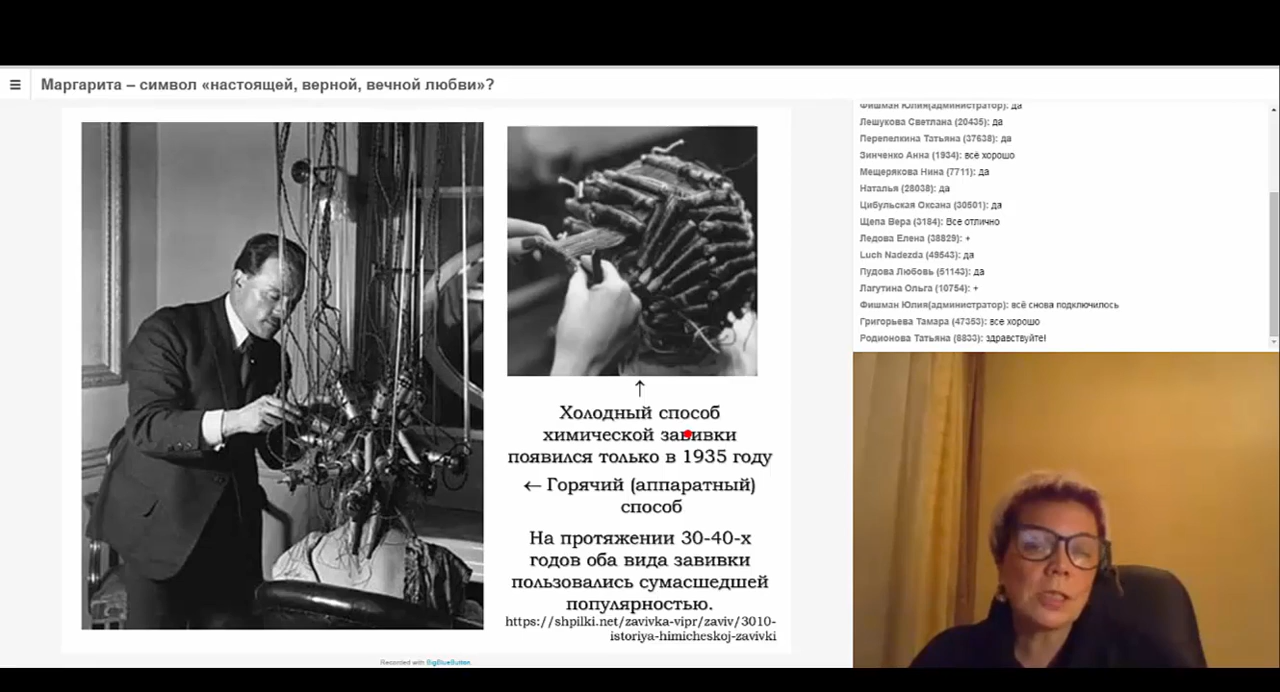 Маргарита – символ «настоящей, верной, вечной любви»?
↑
Холодный способ
химической завивки
появился только в 1935 году
← Горячий (аппаратный)
способ
На протяжении 30-40-х
годов оба вида завивки
пользовались сумасшедшей
популярностью.
https://shpilki.net/zavivka-vipr/zaviv/3010-
istoriya-himicheskoj-zavivki
Recorded with BigBlueButton.
Фишман Юлия(администратор): да
Лешукова Светлана (20435): да
Перепелкина Татьяна (37638): да
Зинченко Анна (1934): всё хорошо
Мещерякова Нина (7711): да
Наталья (28038): да
Цибульская Оксана (30501): да
Щепа Вера (3184): Все отлично
Ледова Елена (38829): +
Luch Nadezda (49543): да
Пудова Любовь (51143): да
Лагутина Ольга (10754): +
Фишман Юлия(администратор): всё снова подключилось
Григорьева Тамара (47353): все хорошо
Родионова Татьяна (8833): здравствуйте!